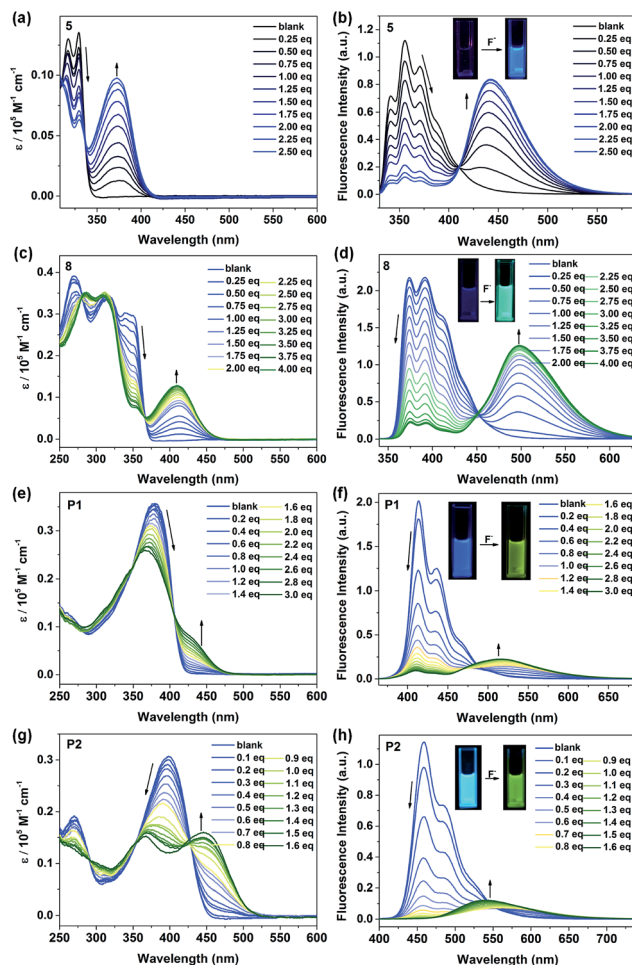 (a)
5
ε / 10⁵ M⁻¹ cm⁻¹
0.10
0.05
0.00
blank
0.25 eq
0.50 eq
0.75 eq
1.00 eq
1.25 eq
1.50 eq
1.75 eq
2.00 eq
2.25 eq
2.50 eq
350 400 450 500 550 600
Wavelength (nm)
(b)
5
F⁻
Fluorescence Intensity (a.u.)
1.2
1.0
0.8
0.6
0.4
0.2
0.0
blank
0.25 eq
0.50 eq
0.75 eq
1.00 eq
1.25 eq
1.50 eq
1.75 eq
2.00 eq
2.25 eq
2.50 eq
350 400 450 500 550
Wavelength (nm)
(c)
8
ε / 10⁵ M⁻¹ cm⁻¹
0.4
0.3
0.2
0.1
0.0
blank
0.25 eq 2.25 eq
0.50 eq 2.50 eq
0.75 eq 2.75 eq
1.00 eq 3.00 eq
1.25 eq 3.25 eq
1.50 eq 3.50 eq
1.75 eq 3.75 eq
2.00 eq 4.00 eq
250 300 350 400 450 500 550 600
Wavelength (nm)
(d)
8
F⁻
Fluorescence Intensity (a.u.)
2.5
2.0
1.5
1.0
0.5
0.0
blank
0.25 eq 2.25 eq
0.50 eq 2.50 eq
0.75 eq 2.75 eq
1.00 eq 3.00 eq
1.25 eq 3.25 eq
1.50 eq 3.50 eq
1.75 eq 3.75 eq
2.00 eq 4.00 eq
350 400 450 500 550 600
Wavelength (nm)
(e)
P1
ε / 10⁵ M⁻¹ cm⁻¹
0.3
0.2
0.1
0.0
blank 1.6 eq
0.2 eq 1.8 eq
0.4 eq 2.0 eq
0.6 eq 2.2 eq
0.8 eq 2.4 eq
1.0 eq 2.6 eq
1.2 eq 2.8 eq
1.4 eq 3.0 eq
250 300 350 400 450 500 550 600
Wavelength (nm)
(f)
P1
F⁻
Fluorescence Intensity (a.u.)
2.0
1.5
1.0
0.5
0.0
blank 1.6 eq
0.2 eq 1.8 eq
0.4 eq 2.0 eq
0.6 eq 2.2 eq
0.8 eq 2.4 eq
1.0 eq 2.6 eq
1.2 eq 2.8 eq
1.4 eq 3.0 eq
400 450 500 550 600 650
Wavelength (nm)
(g)
P2
ε / 10⁵ M⁻¹ cm⁻¹
0.3
0.2
0.1
0.0
blank
0.1 eq 0.9 eq
0.2 eq 1.0 eq
0.3 eq 1.1 eq
0.4 eq 1.2 eq
0.5 eq 1.3 eq
0.6 eq 1.4 eq
0.7 eq 1.5 eq
0.8 eq 1.6 eq
250 300 350 400 450 500 550 600
Wavelength (nm)
(h)
P2
F⁻
Fluorescence Intensity (a.u.)
1.2
1.0
0.8
0.6
0.4
0.2
0.0
blank
0.1 eq 0.9 eq
0.2 eq 1.0 eq
0.3 eq 1.1 eq
0.4 eq 1.2 eq
0.5 eq 1.3 eq
0.6 eq 1.4 eq
0.7 eq 1.5 eq
0.8 eq 1.6 eq
400 450 500 550 600 650 700
Wavelength (nm)